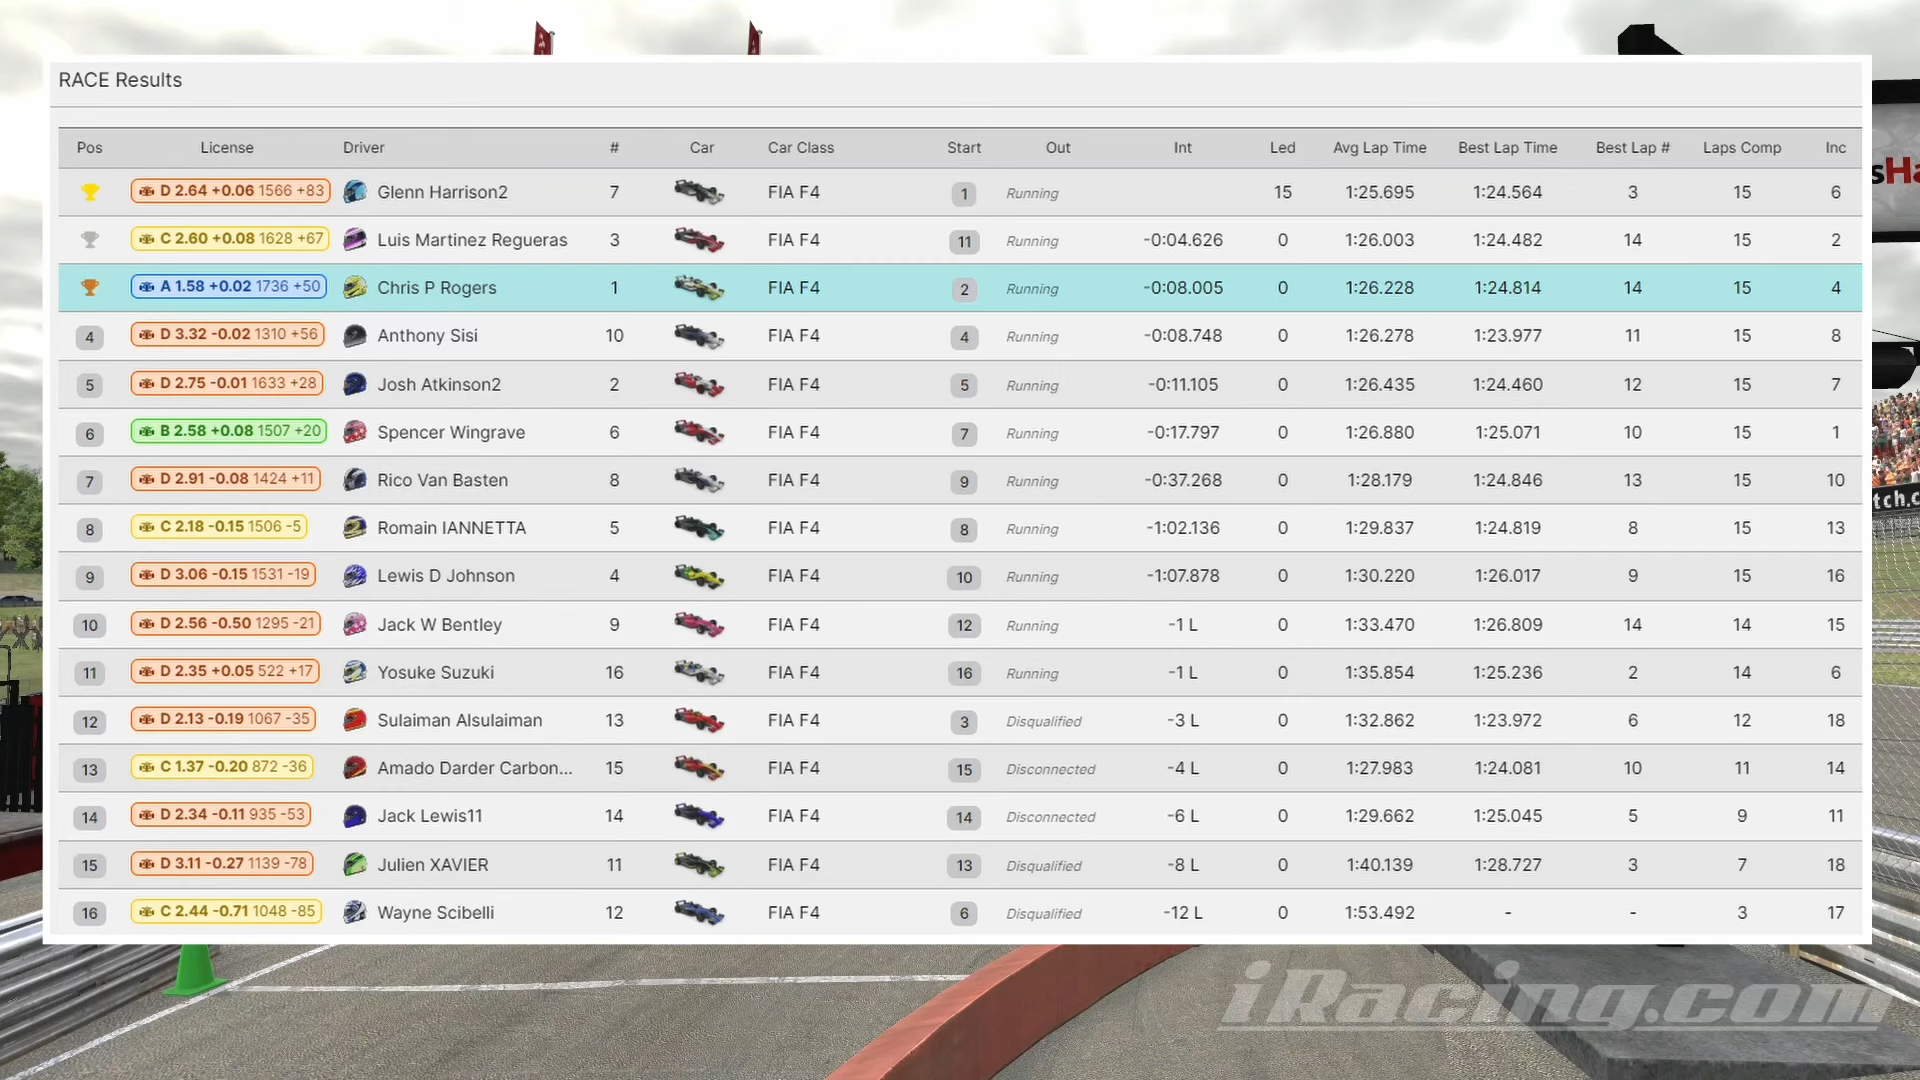 RACE Results
Pos License Driver # Car Car Class Start Out Int Led Avg Lap Time Best Lap Time Best Lap # Laps Comp Inc
D 2.64 +0.06 1566 +83 Glenn Harrison2 7 FIA F4 1 Running 15 1:25.695 1:24.564 3 15 6
C 2.60 +0.08 1628 +67 Luis Martinez Regueras 3 FIA F4 11 Running -0:04.626 0 1:26.003 1:24.482 14 15 2
A 1.58 +0.02 1736 +50 Chris P Rogers 1 FIA F4 2 Running -0:08.005 0 1:26.228 1:24.814 14 15 4
4 D 3.32 -0.02 1310 +56 Anthony Sisi 10 FIA F4 4 Running -0:08.748 0 1:26.278 1:23.977 11 15 8
5 D 2.75 -0.01 1633 +28 Josh Atkinson2 2 FIA F4 5 Running -0:11.105 0 1:26.435 1:24.460 12 15 7
6 B 2.58 +0.08 1507 +20 Spencer Wingrave 6 FIA F4 7 Running -0:17.797 0 1:26.880 1:25.071 10 15 1
7 D 2.91 -0.08 1424 +11 Rico Van Basten 8 FIA F4 9 Running -0:37.268 0 1:28.179 1:24.846 13 15 10
8 C 2.18 -0.15 1506 -5 Romain IANNETTA 5 FIA F4 8 Running -1:02.136 0 1:29.837 1:24.819 8 15 13
9 D 3.06 -0.15 1531 -19 Lewis D Johnson 4 FIA F4 10 Running -1:07.878 0 1:30.220 1:26.017 9 15 16
10 D 2.56 -0.50 1295 -21 Jack W Bentley 9 FIA F4 12 Running -1 L 0 1:33.470 1:26.809 14 14 15
11 D 2.35 +0.05 522 +17 Yosuke Suzuki 16 FIA F4 16 Running -1 L 0 1:35.854 1:25.236 2 14 6
12 D 2.13 -0.19 1067 -35 Sulaiman Alsulaiman 13 FIA F4 3 Disqualified -3 L 0 1:32.862 1:23.972 6 12 18
13 C 1.37 -0.20 872 -36 Amado Darder Carbon... 15 FIA F4 15 Disconnected -4 L 0 1:27.983 1:24.081 10 11 14
14 D 2.34 -0.11 935 -53 Jack Lewis11 14 FIA F4 14 Disconnected -6 L 0 1:29.662 1:25.045 5 9 11
15 D 3.11 -0.27 1139 -78 Julien XAVIER 11 FIA F4 13 Disqualified -8 L 0 1:40.139 1:28.727 3 7 18
16 C 2.44 -0.71 1048 -85 Wayne Scibelli 12 FIA F4 6 Disqualified -12 L 0 1:53.492 - - 3 17
sHa
tch.c
iRacing.com